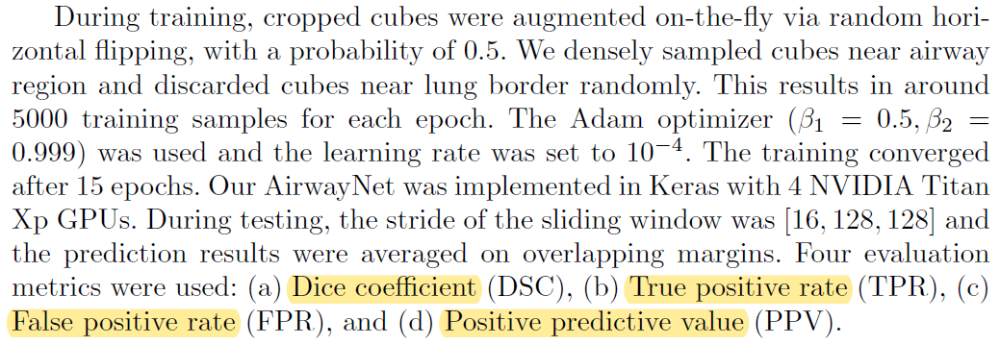 During training, cropped cubes were augmented on-the-fly via random hori-
zontal flipping, with a probability of 0.5. We densely sampled cubes near airway
region and discarded cubes near lung border randomly. This results in around
5000 training samples for each epoch. The Adam optimizer (β₁ = 0.5, β₂ =
0.999) was used and the learning rate was set to 10⁻⁴. The training converged
after 15 epochs. Our AirwayNet was implemented in Keras with 4 NVIDIA Titan
Xp GPUs. During testing, the stride of the sliding window was [16, 128, 128] and
the prediction results were averaged on overlapping margins. Four evaluation
metrics were used: (a) Dice coefficient (DSC), (b) True positive rate (TPR), (c)
False positive rate (FPR), and (d) Positive predictive value (PPV).